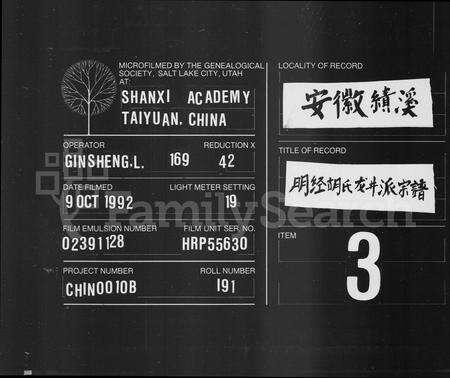 MICROFILMED BY THE GENEALOGICAL
SOCIETY, SALT LAKE CITY, UTAH
AT:
SHANXI ACADEMY
TAIYUAN. CHINA
OPERATOR REDUCTION X
GINSHENG.L. 169 42
DATE FILMED LIGHT METER SETTING
9 OCT 1992 19
FILM EMULSION NUMBER FILM UNIT SER. NO.
02391128 HRP55630
PROJECT NUMBER ROLL NUMBER
CHIN0010B 191
LOCALITY OF RECORD
安徽績溪
TITLE OF RECORD
明经胡氏龙井派宗譜
ITEM
3
FamilySearch